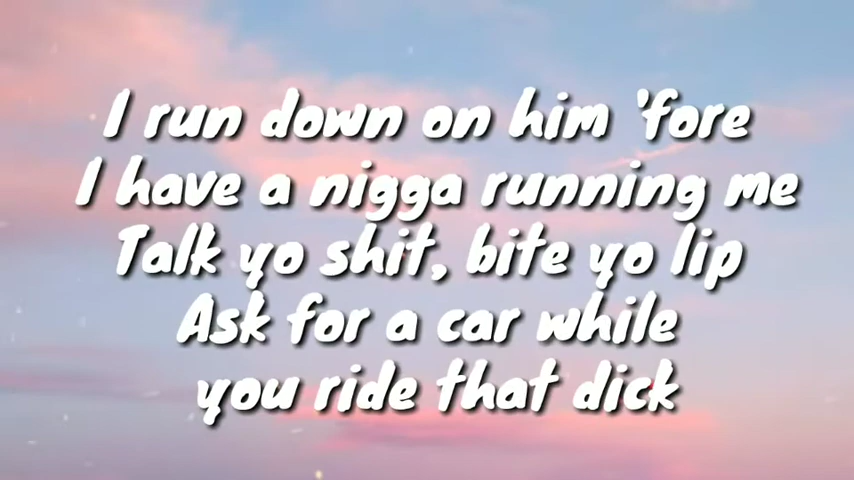 I run down on him 'fore
I have a nigga running me
Talk yo shit, bite yo lip
Ask for a car while
you ride that dick